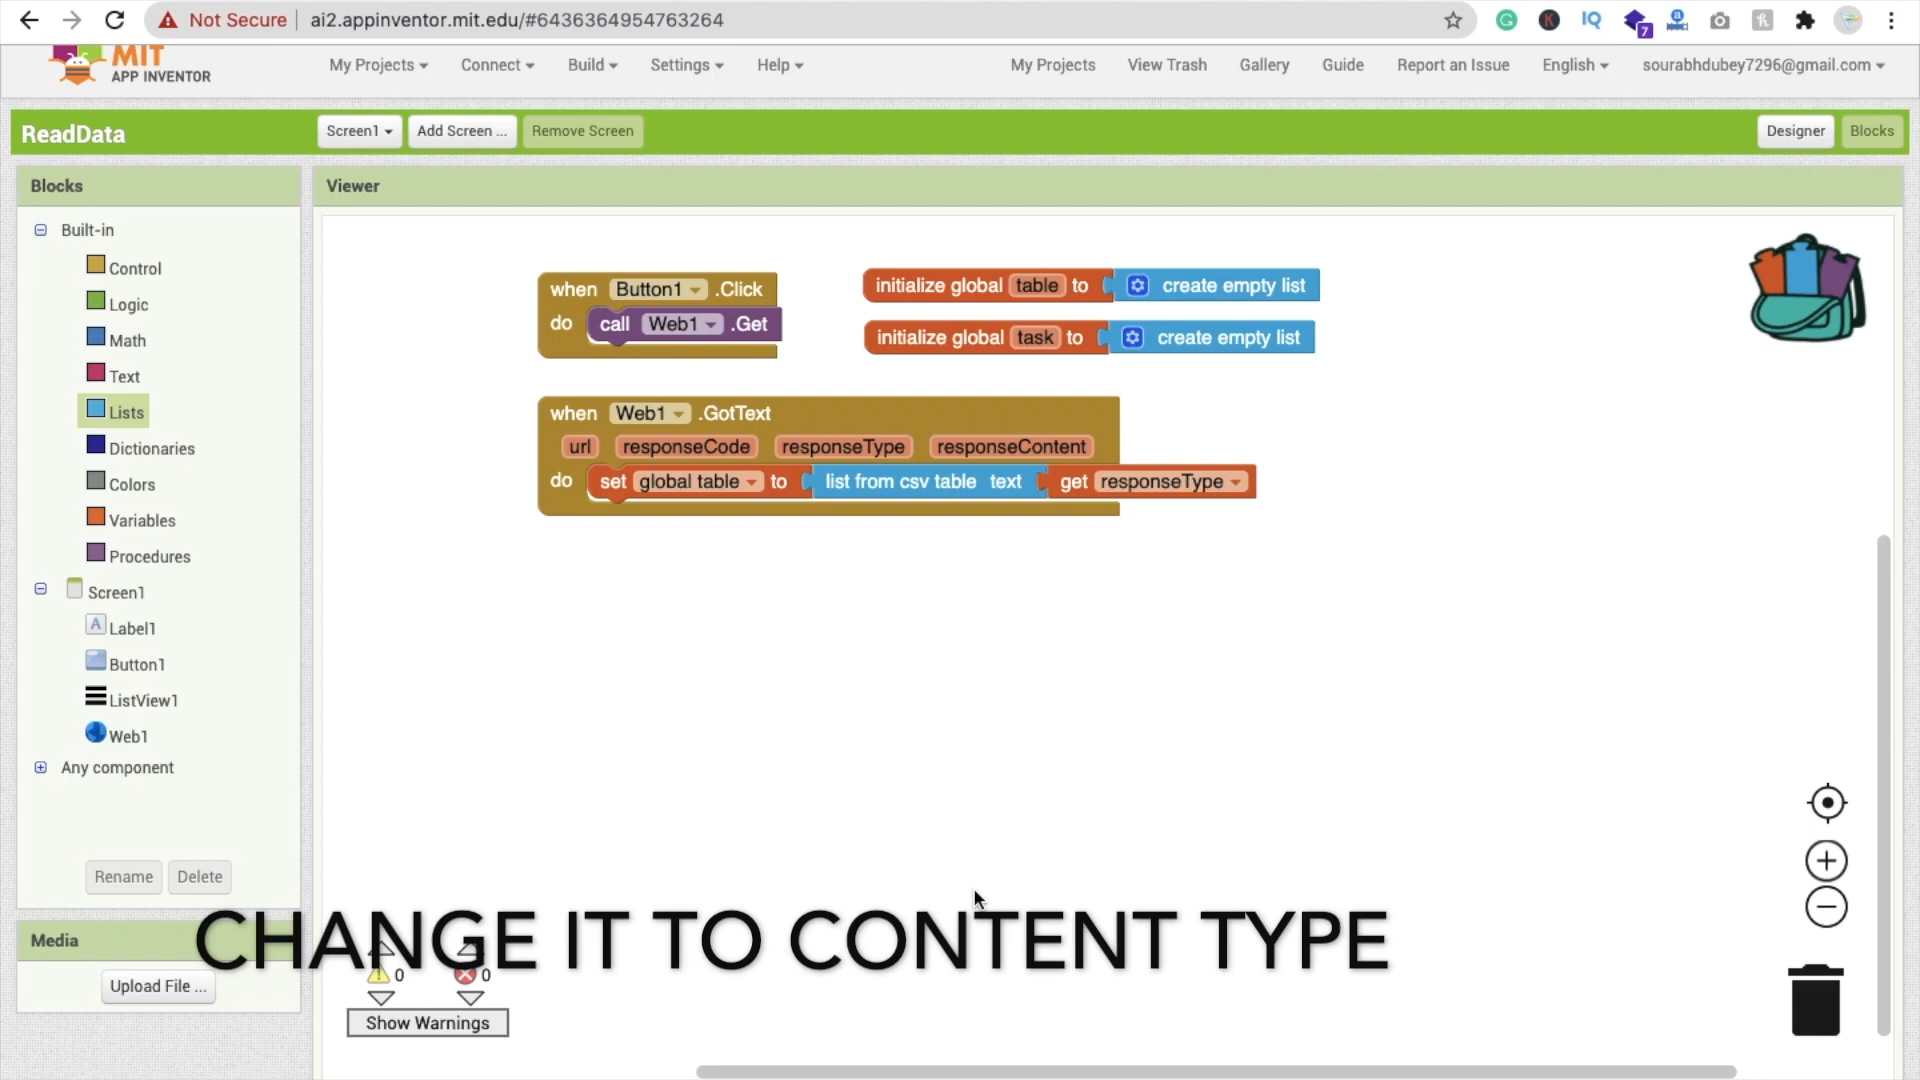 Not Secure ai2.appinventor.mit.edu/#6436364954763264
MIT
APP INVENTOR
My Projects Connect Build Settings Help My Projects View Trash Gallery Guide Report an Issue English sourabhdubey7296@gmail.com
ReadData Screen1 Add Screen ... Remove Screen Designer Blocks
Blocks
Viewer
Built-in
Control
Logic
Math
Text
Lists
Dictionaries
Colors
Variables
Procedures
Screen1
Label1
Button1
ListView1
Web1
Any component
Rename Delete
Media
Upload File ...
when Button1 .Click
do call Web1 .Get
initialize global table to create empty list
initialize global task to create empty list
when Web1 .GotText
url responseCode responseType responseContent
do set global table to list from csv table text get responseType
CHANGE IT TO CONTENT TYPE
0 0
Show Warnings
7